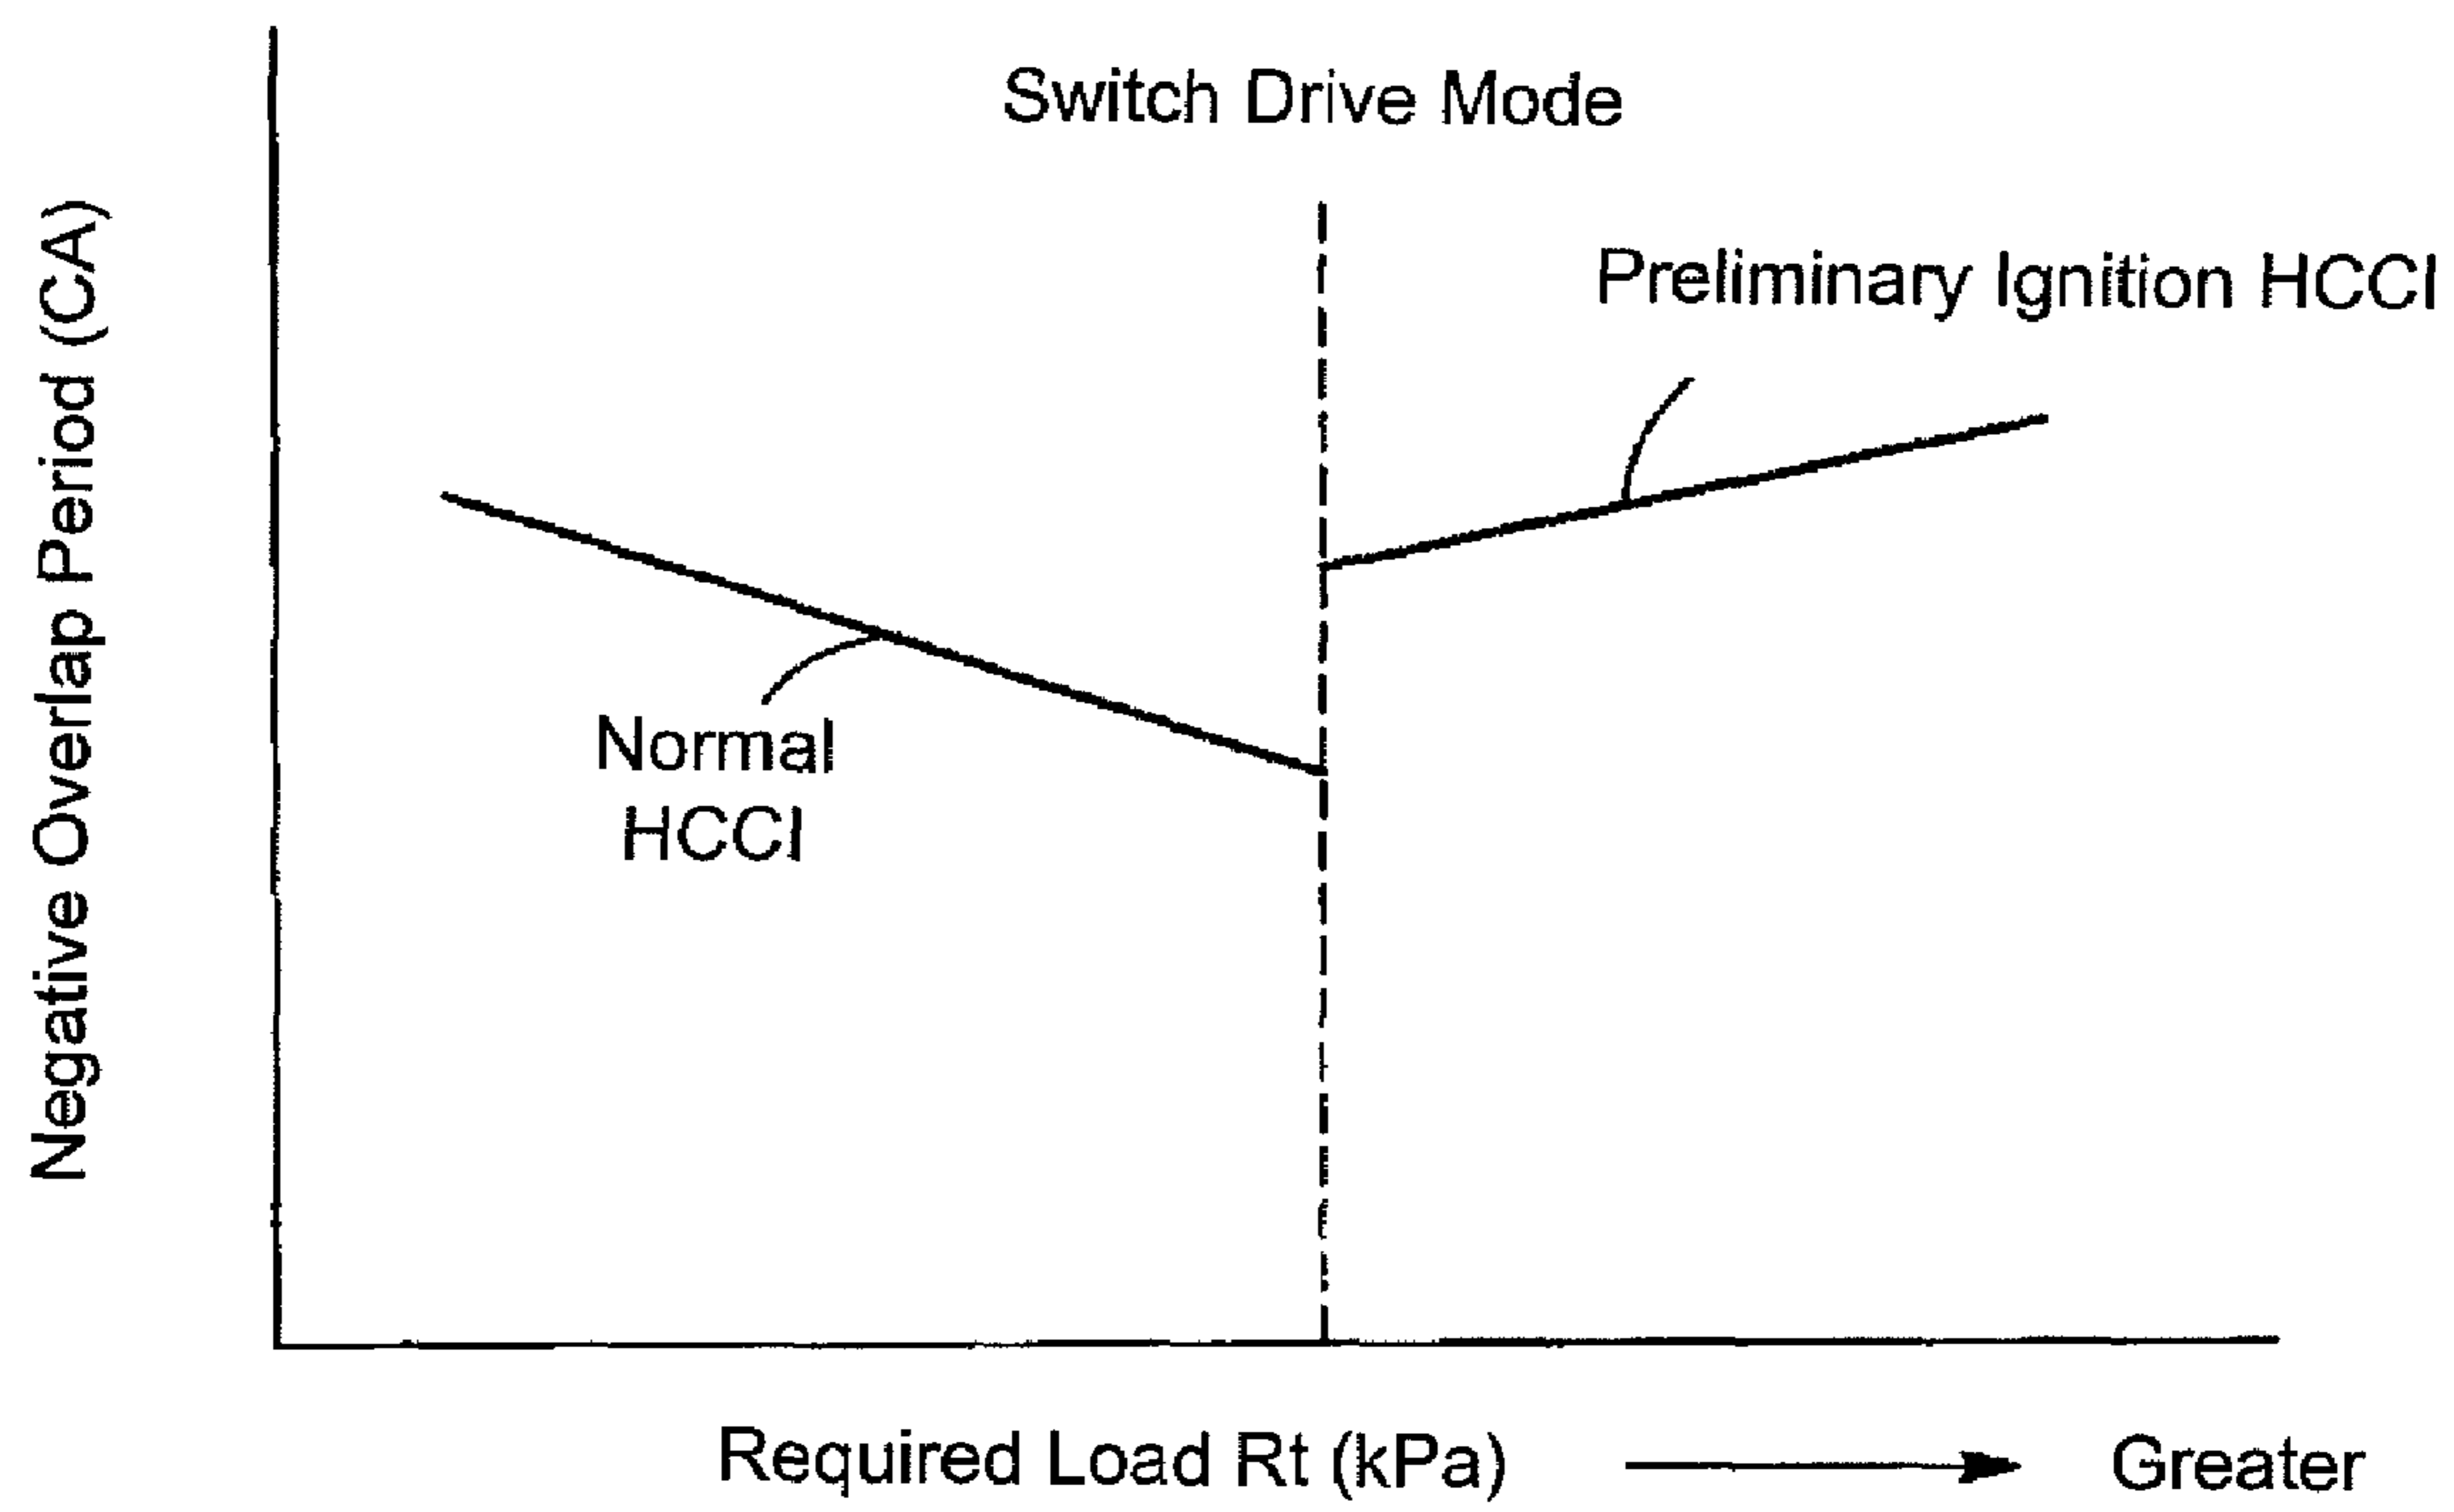 Switch Drive Mode
Preliminary Ignition HCCI
Negative Overlap Period (CA)
Normal
HCCI
Required Load Rt (kPa)
Greater